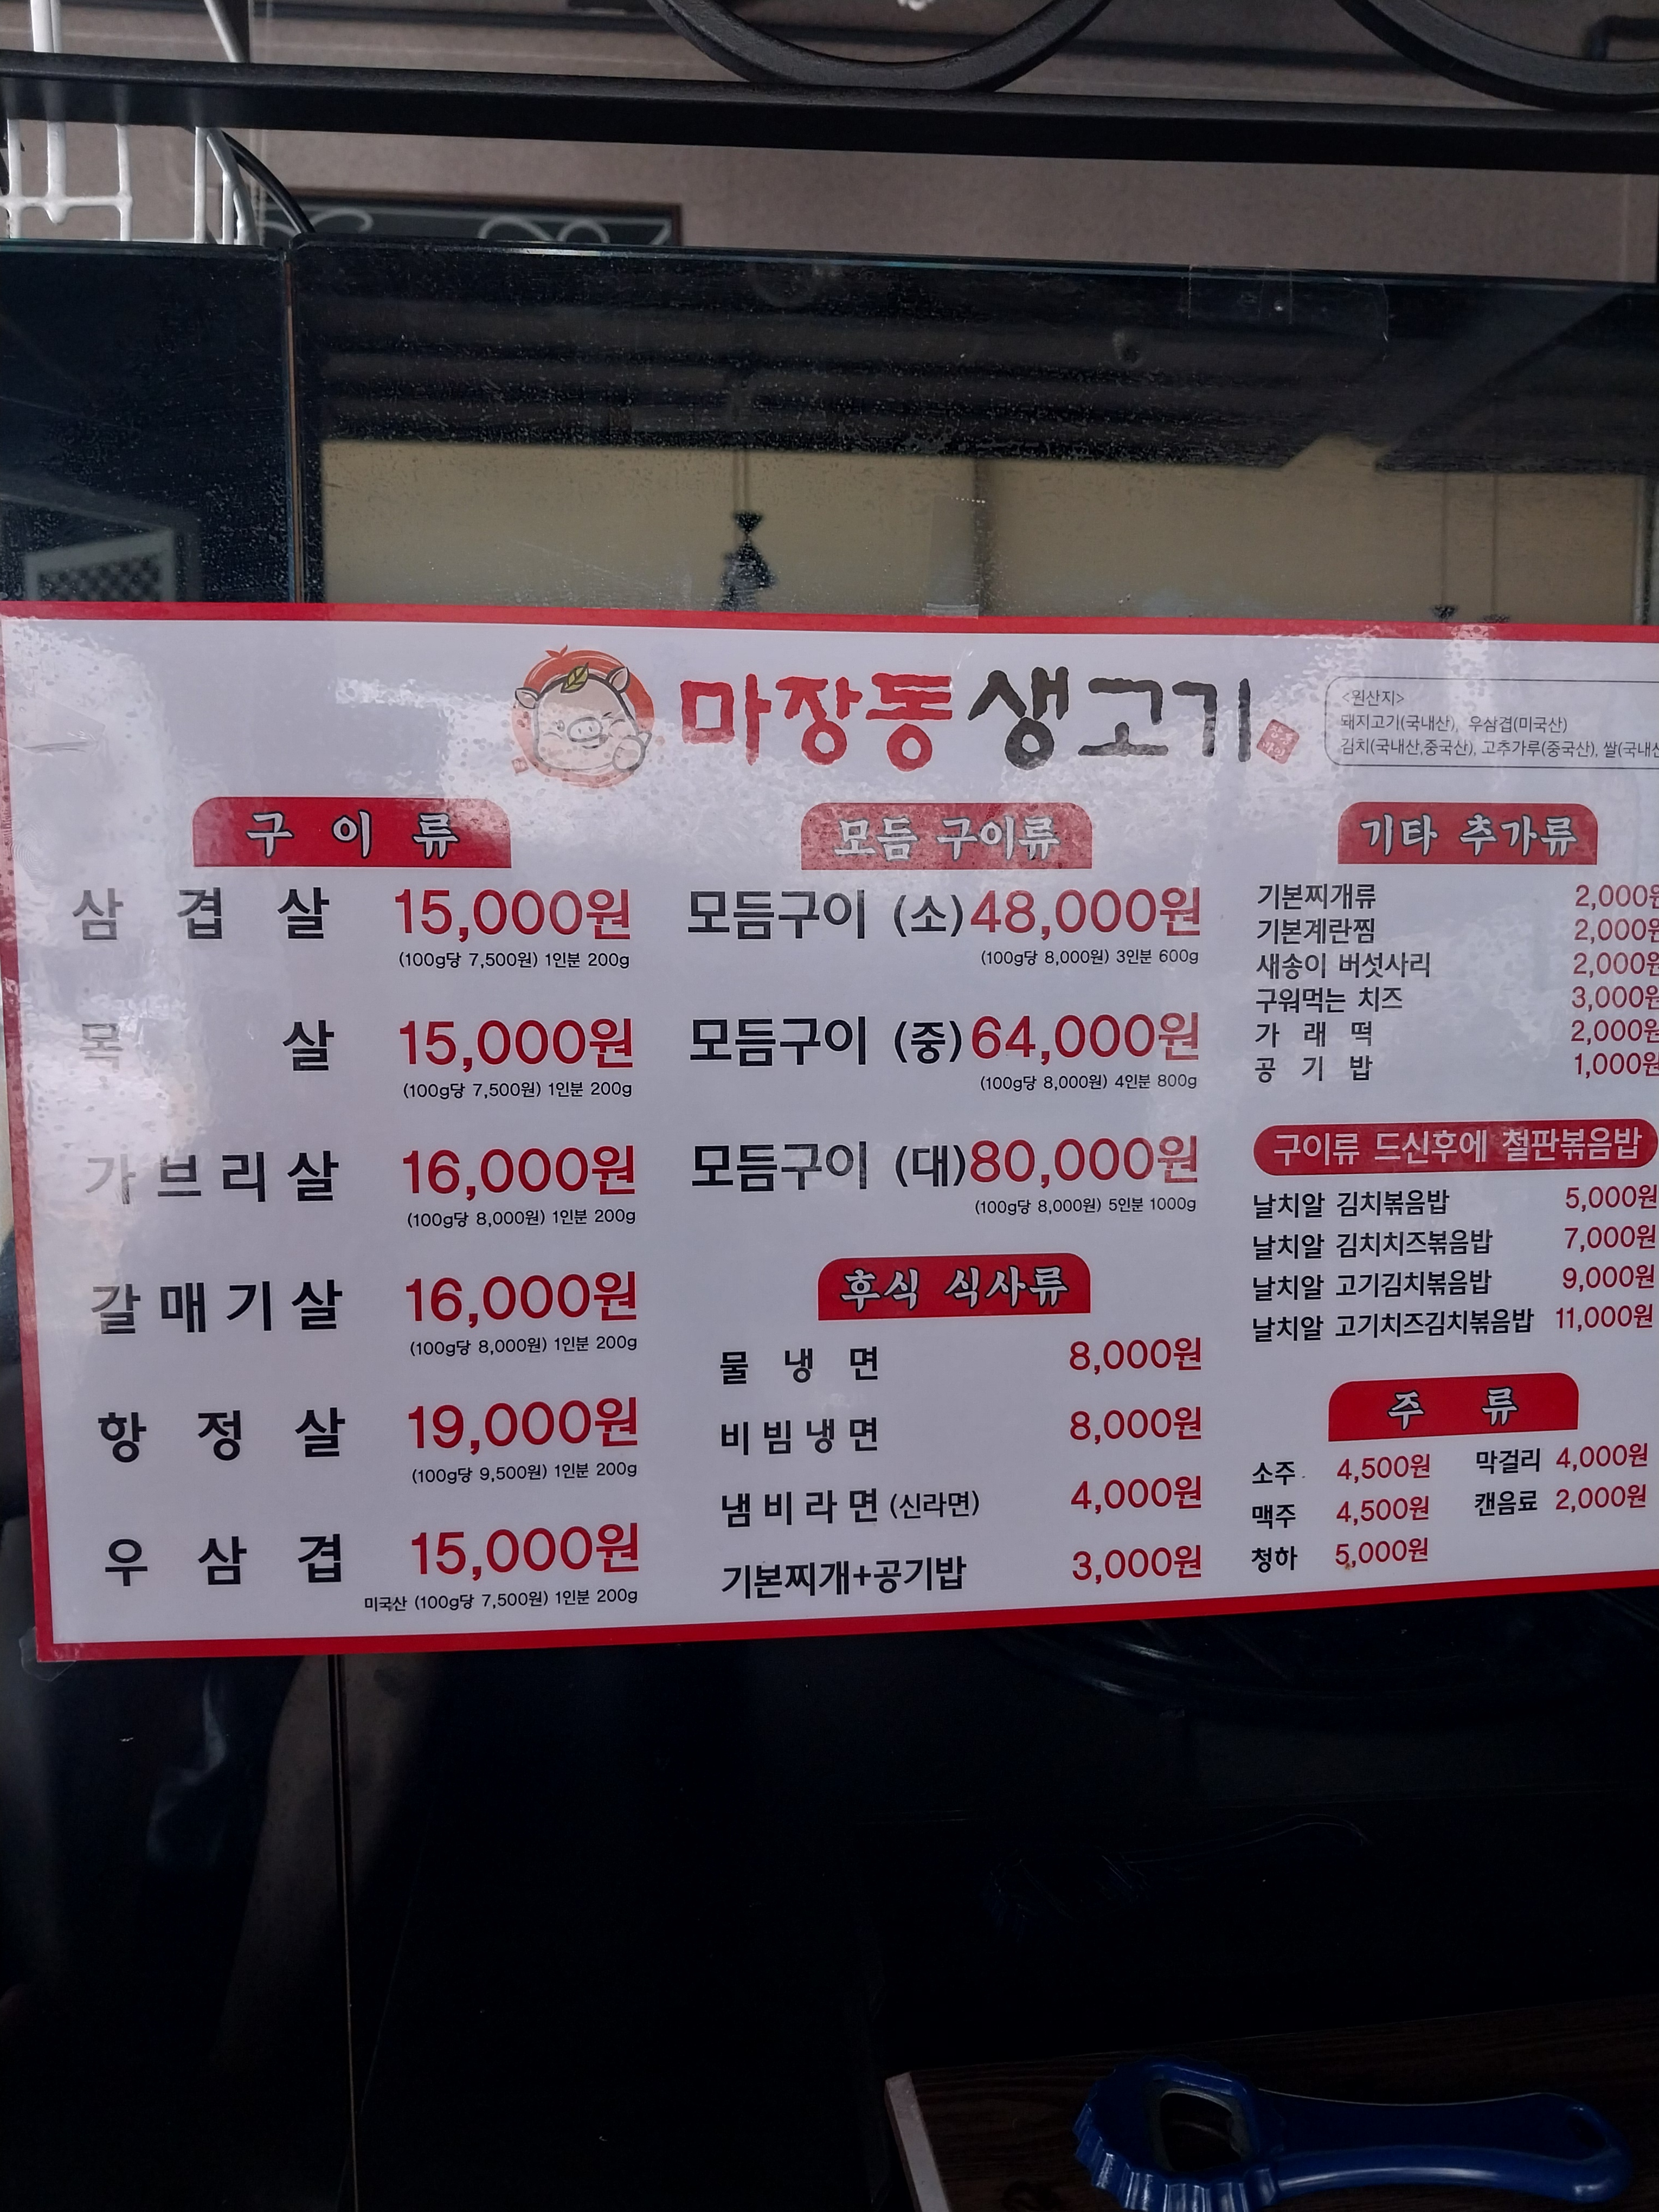 마장동생고기
<원산지>
돼지고기(국내산), 우삼겹(미국산)
김치(국내산,중국산), 고추가루(중국산), 쌀(국내산
구이류
삼겹살 15,000원
(100g당 7,500원) 1인분 200g
목살 15,000원
(100g당 7,500원) 1인분 200g
가브리살 16,000원
(100g당 8,000원) 1인분 200g
갈매기살 16,000원
(100g당 8,000원) 1인분 200g
항정살 19,000원
(100g당 9,500원) 1인분 200g
우삼겹 15,000원
미국산 (100g당 7,500원) 1인분 200g
모듬 구이류
모듬구이 (소) 48,000원
(100g당 8,000원) 3인분 600g
모듬구이 (중) 64,000원
(100g당 8,000원) 4인분 800g
모듬구이 (대) 80,000원
(100g당 8,000원) 5인분 1000g
후식 식사류
물냉면 8,000원
비빔냉면 8,000원
냄비라면 (신라면) 4,000원
기본찌개+공기밥 3,000원
기타 추가류
기본찌개류 2,000원
기본계란찜 2,000원
새송이 버섯사리 2,000원
구워먹는 치즈 3,000원
가래떡 2,000원
공기밥 1,000원
구이류 드신후에 철판볶음밥
날치알 김치볶음밥 5,000원
날치알 김치치즈볶음밥 7,000원
날치알 고기김치볶음밥 9,000원
날치알 고기치즈김치볶음밥 11,000원
주류
소주 4,500원 막걸리 4,000원
맥주 4,500원 캔음료 2,000원
청하 5,000원